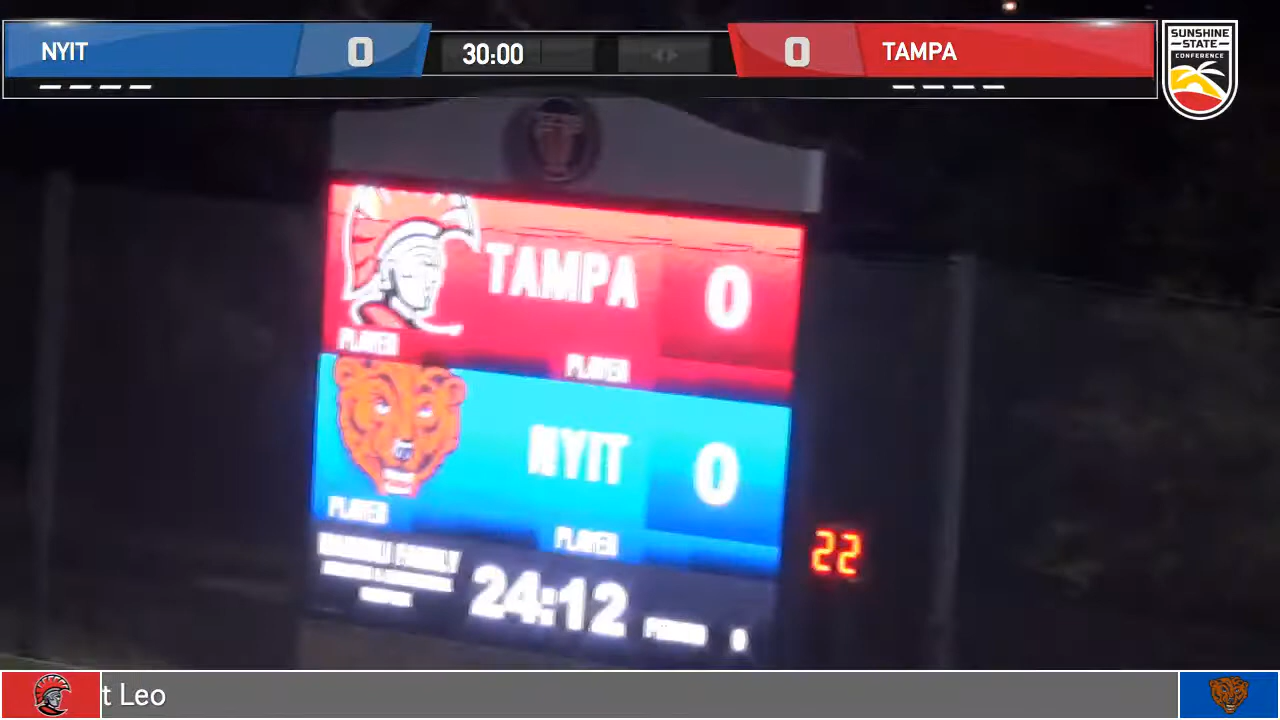 NYIT 0 30:00 0 TAMPA
SUNSHINE
STATE
CONFERENCE
TAMPA 0
PLAYER PLAYER
NYIT 0
PLAYER PLAYER
22
FAMILY
24:12 PERIOD 0
t Leo